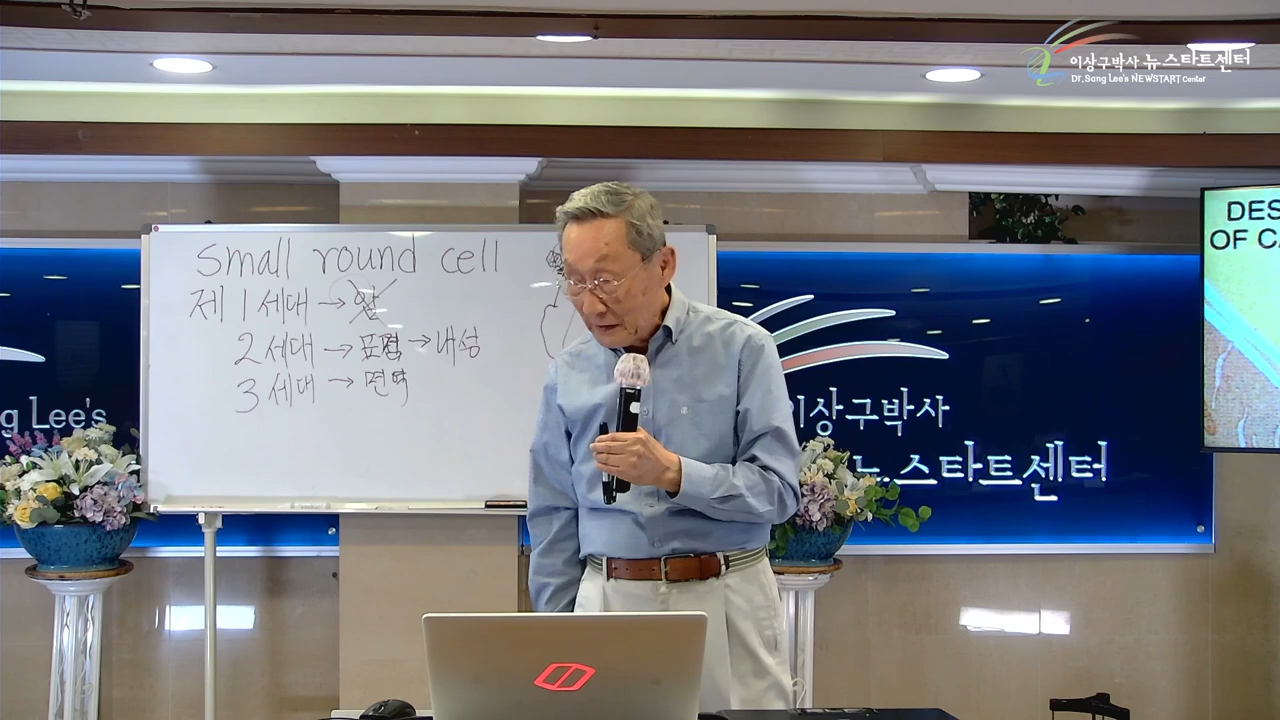 이상구박사 뉴스타트센터
Dr. Sang Lee's NEWSTART Center
small round cell
제 1 세대 → 암
2 세대 → 표적 → 내성
3 세대 → 면역
DES
OF CA
g Lee's
이상구박사
뉴스타트센터